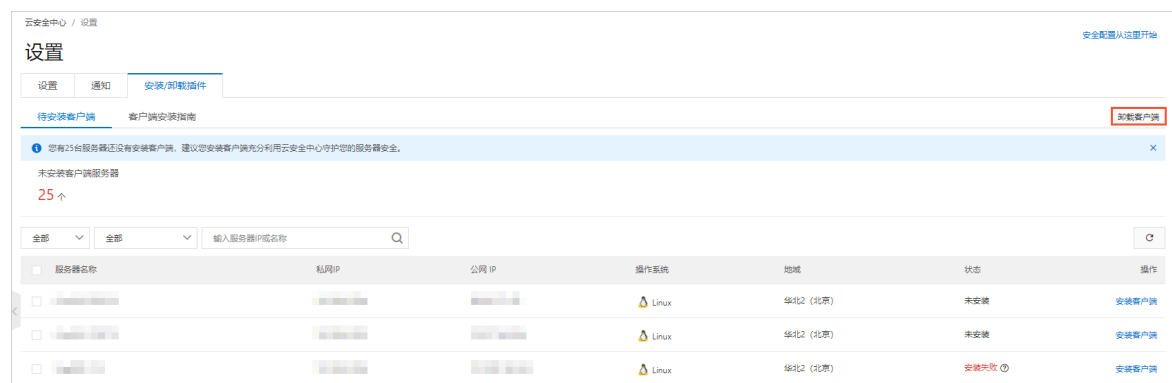 云安全中心 / 设置
安全配置从这里开始
设置
设置 通知 安装/卸载插件
待安装客户端 客户端安装指南 卸载客户端
您有25台服务器还没有安装客户端，建议您安装客户端充分利用云安全中心守护您的服务器安全。
未安装客户端服务器
25 个
全部 全部 输入服务器IP或名称
服务器名称 私网IP 公网 IP 操作系统 地域 状态 操作
Linux 华北2（北京） 未安装 安装客户端
Linux 华北2（北京） 未安装 安装客户端
Linux 华北2（北京） 安装失败 安装客户端